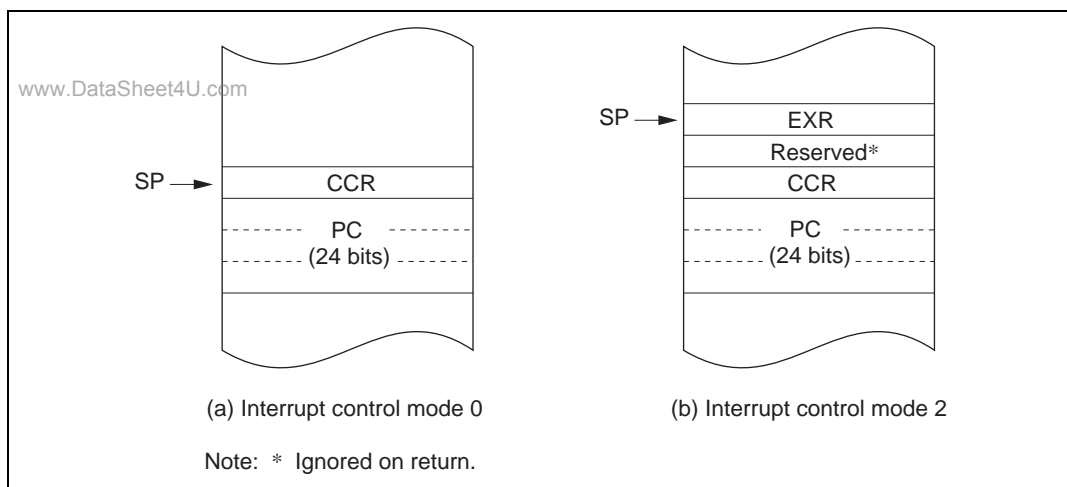 www.DataSheet4U.com
SP
CCR
PC
(24 bits)
(a) Interrupt control mode 0
SP
EXR
Reserved*
CCR
PC
(24 bits)
(b) Interrupt control mode 2
Note: * Ignored on return.